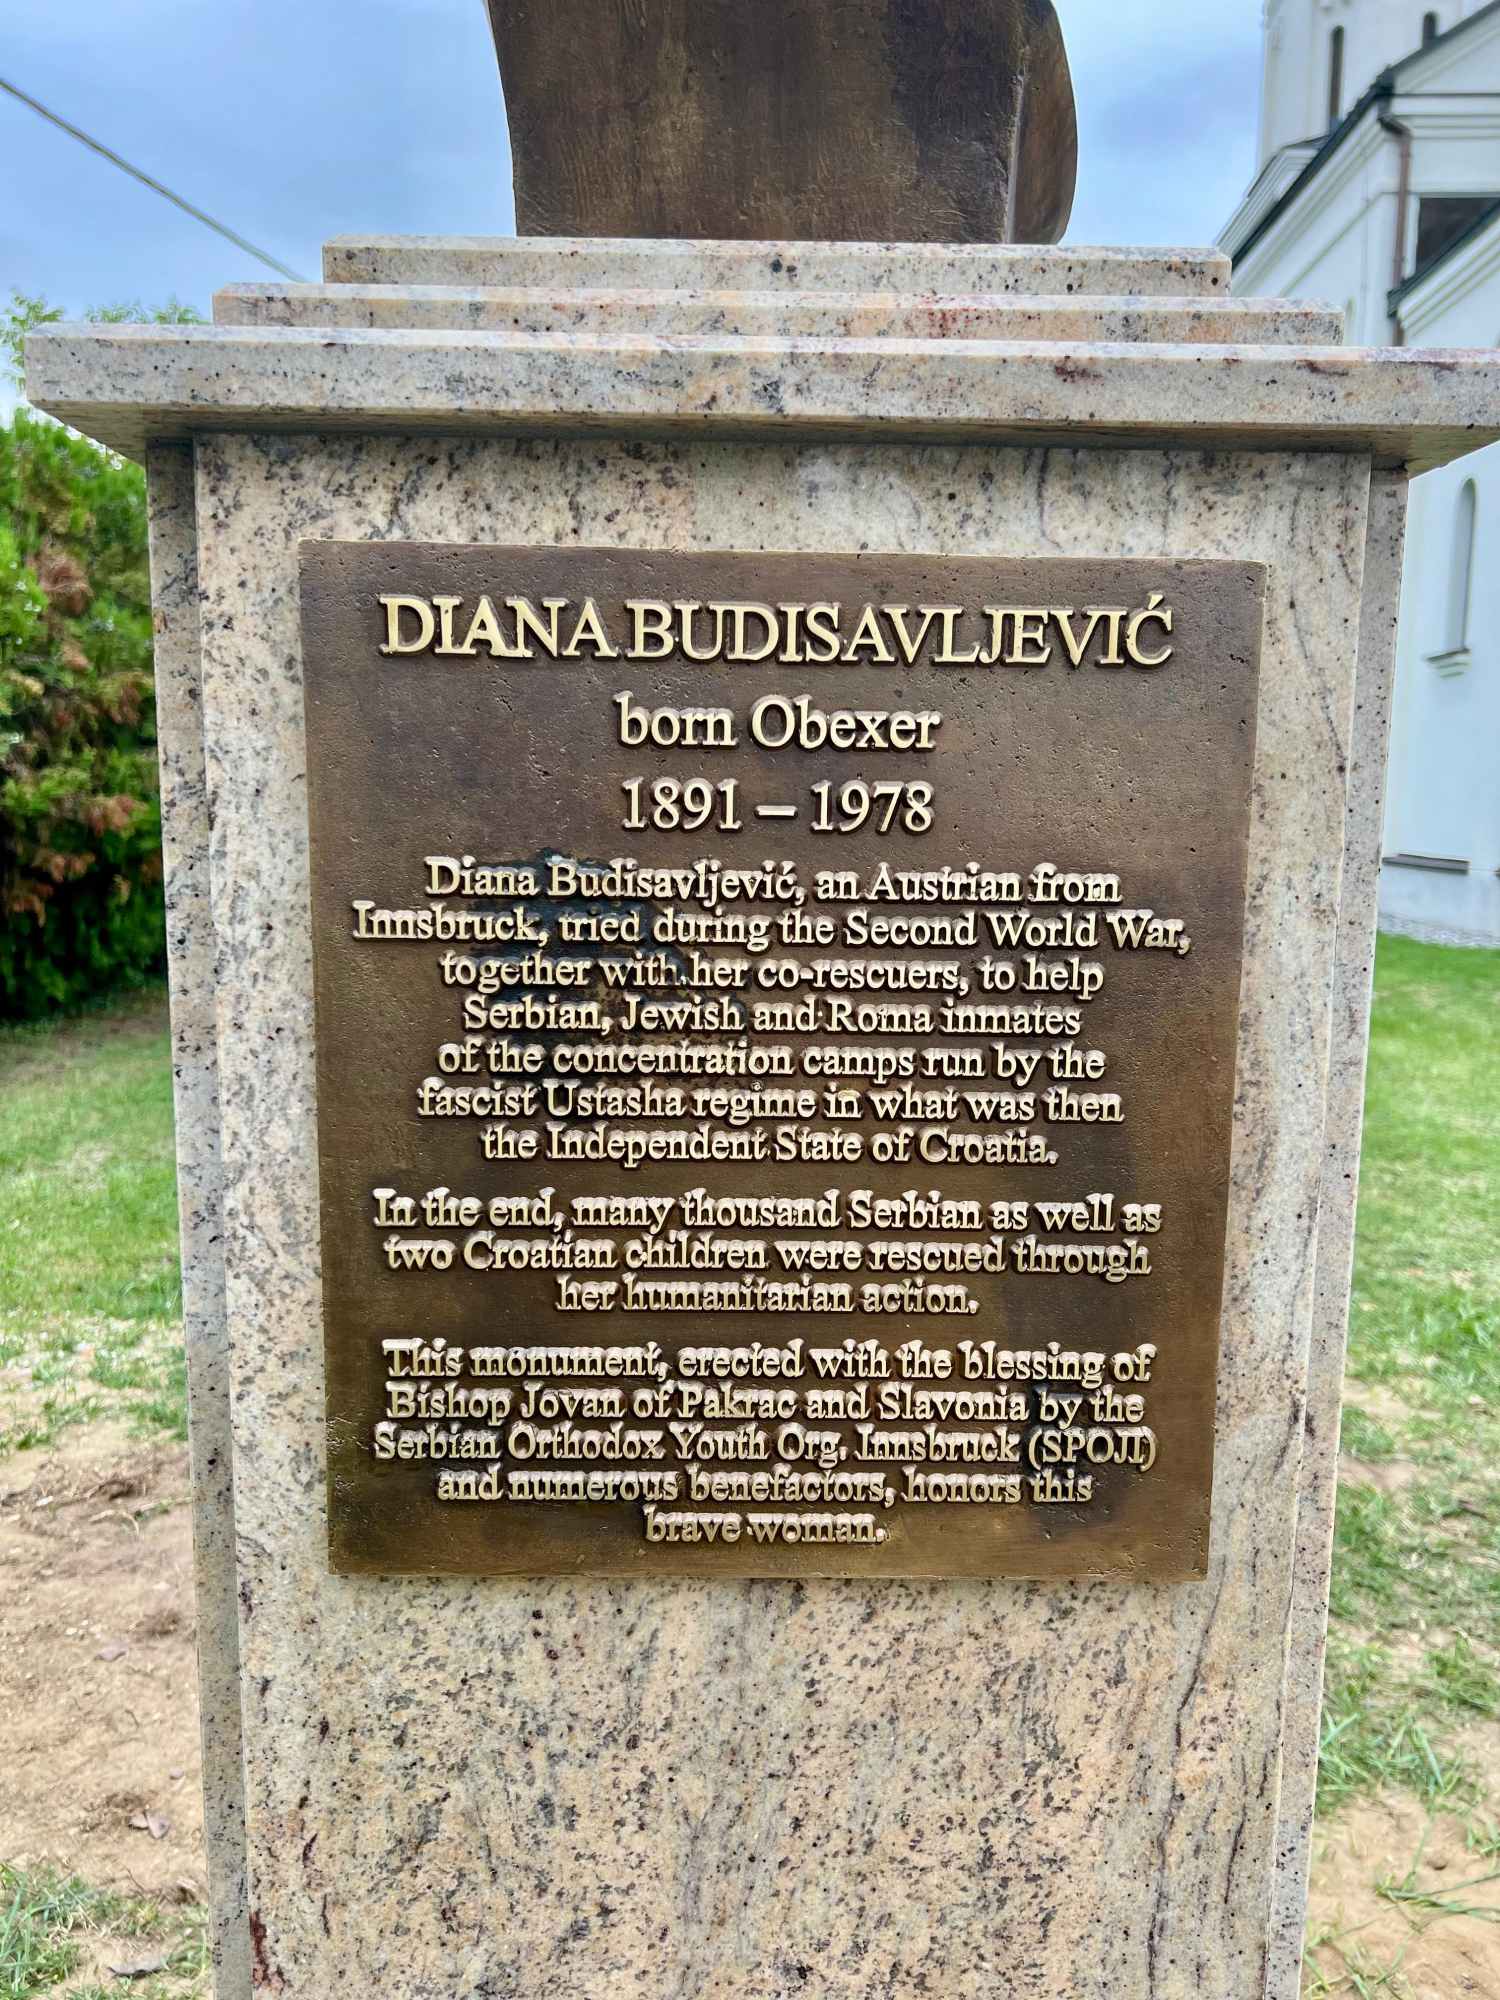 DIANA BUDISAVLJEVIĆ
born Obexer
1891 – 1978
Diana Budisavljević, an Austrian from
Innsbruck, tried during the Second World War,
together with her co-rescuers, to help
Serbian, Jewish and Roma inmates
of the concentration camps run by the
fascist Ustasha regime in what was then
the Independent State of Croatia.
In the end, many thousand Serbian as well as
two Croatian children were rescued through
her humanitarian action.
This monument, erected with the blessing of
Bishop Jovan of Pakrac and Slavonia by the
Serbian Orthodox Youth Org. Innsbruck (SPOJI)
and numerous benefactors, honors this
brave woman.